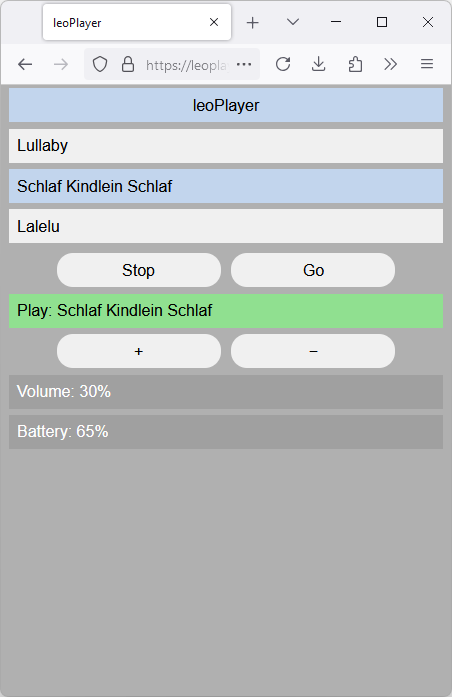 leoPlayer
https://leopla
leoPlayer
Lullaby
Schlaf Kindlein Schlaf
Lalelu
Stop Go
Play: Schlaf Kindlein Schlaf
+ −
Volume: 30%
Battery: 65%